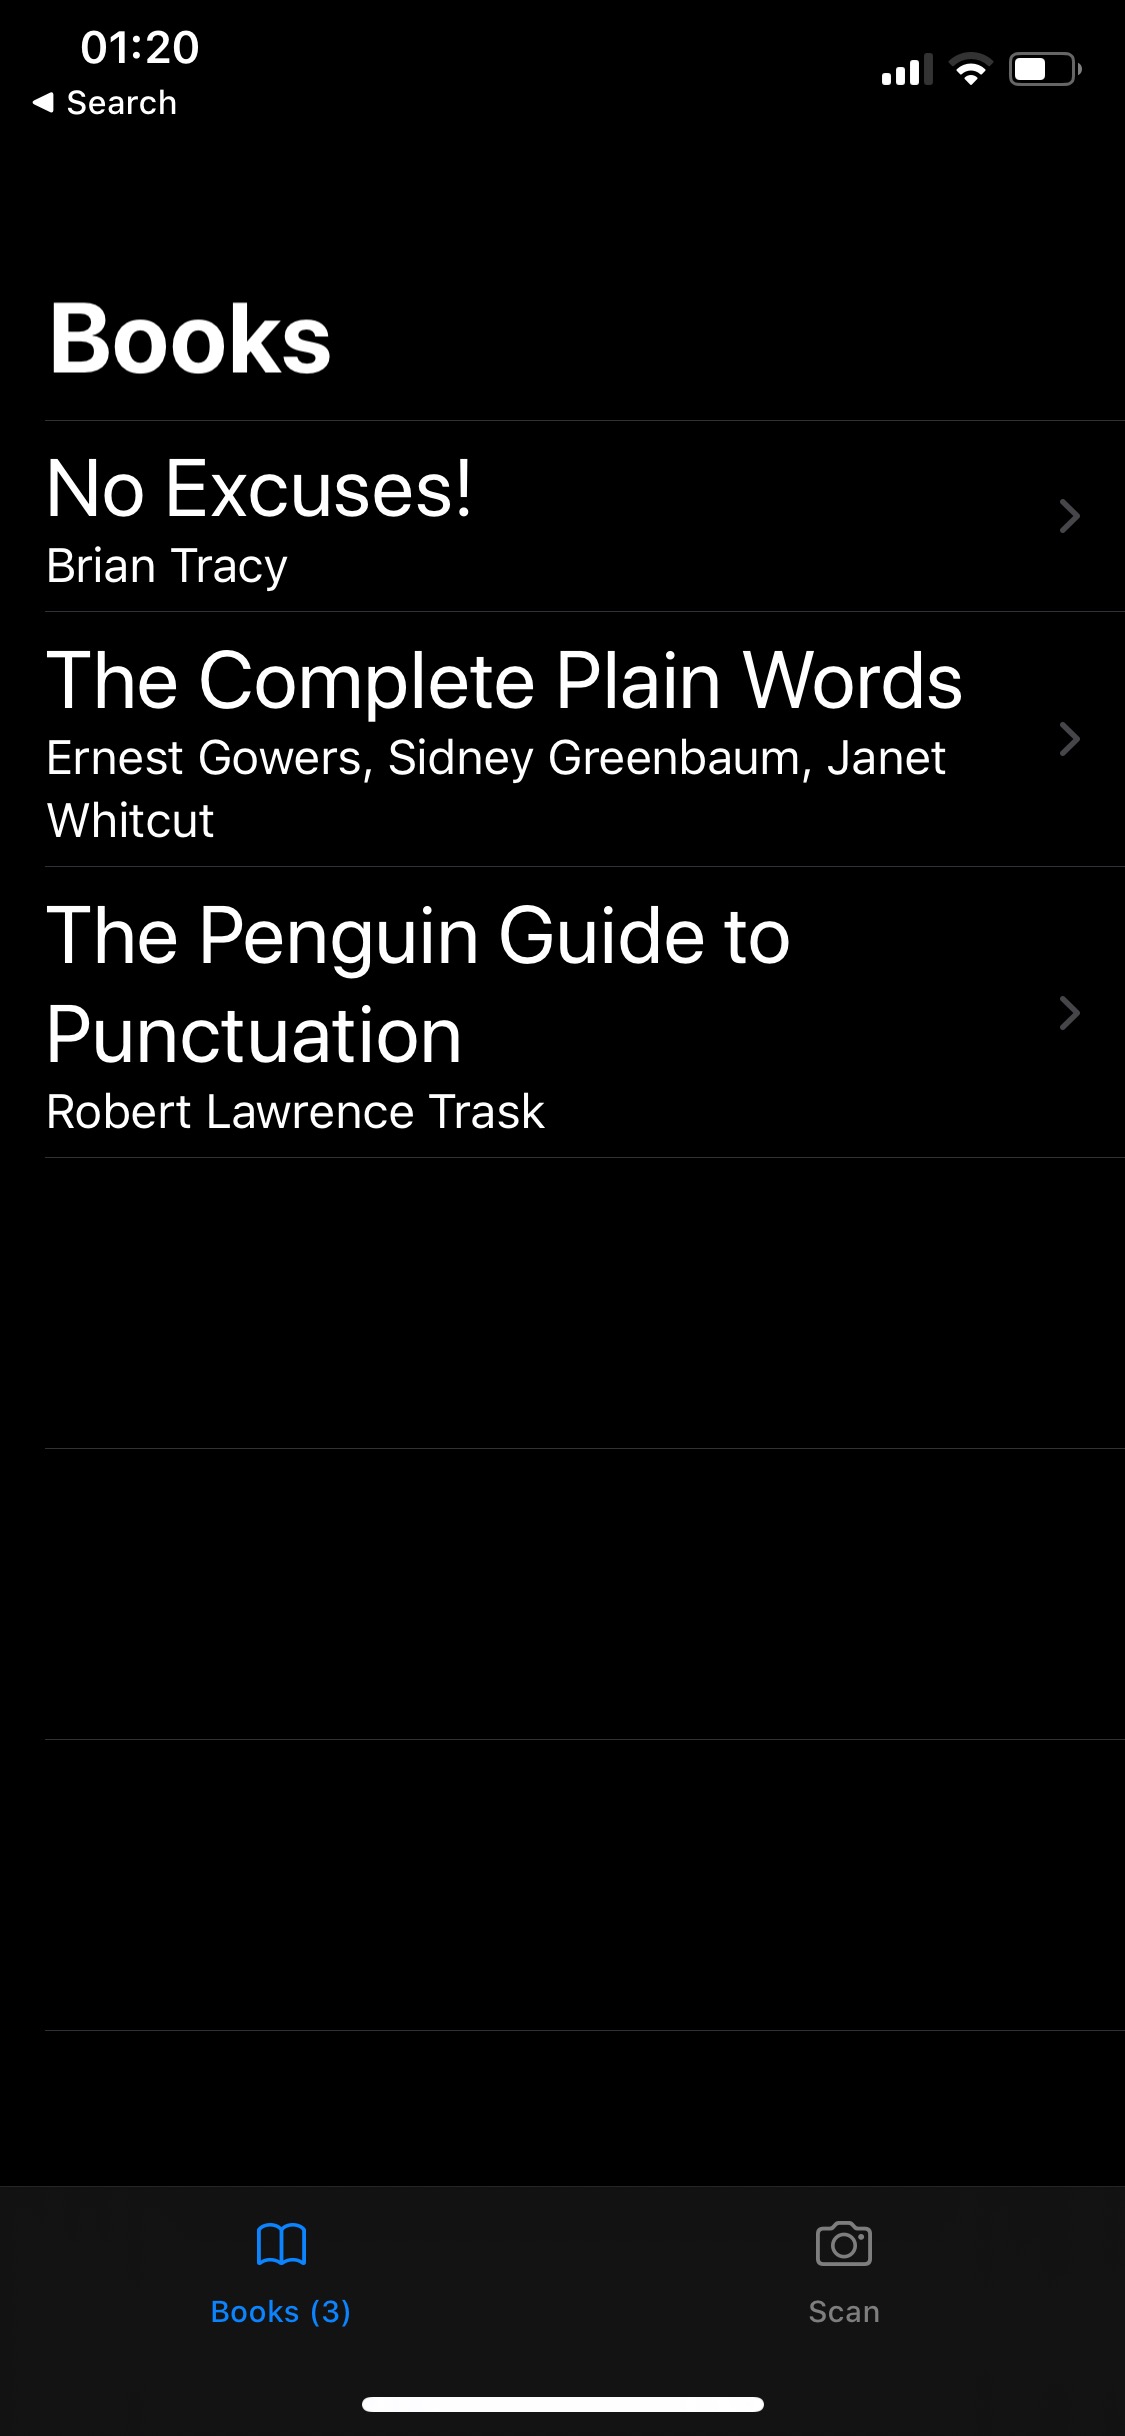 01:20
Search
Books
No Excuses!
Brian Tracy
The Complete Plain Words
Ernest Gowers, Sidney Greenbaum, Janet
Whitcut
The Penguin Guide to
Punctuation
Robert Lawrence Trask
Books (3)
Scan